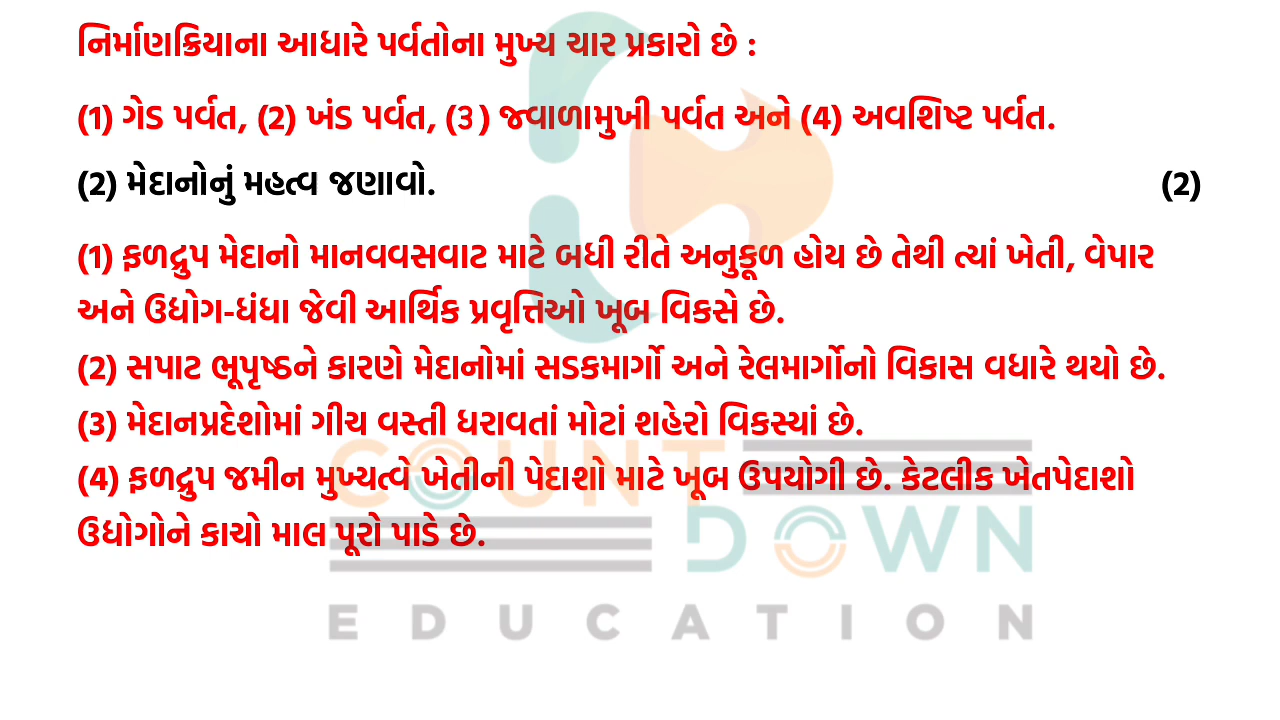 નિર્માણક્રિયાના આધારે પર્વતોના મુખ્ય ચાર પ્રકારો છે :
(1) ગેડ પર્વત, (2) ખંડ પર્વત, (૩) જ્વાળામુખી પર્વત અને (4) અવશિષ્ટ પર્વત.
(2) મેદાનોનું મહત્વ જણાવો. (2)
(1) ફળદ્રુપ મેદાનો માનવવસવાટ માટે બધી રીતે અનુકૂળ હોય છે તેથી ત્યાં ખેતી, વેપાર
અને ઉધોગ-ધંધા જેવી આર્થિક પ્રવૃત્તિઓ ખૂબ વિકસે છે.
(2) સપાટ ભૂપૃષ્ઠને કારણે મેદાનોમાં સડકમાર્ગો અને રેલમાર્ગોનો વિકાસ વધારે થયો છે.
(3) મેદાનપ્રદેશોમાં ગીચ વસ્તી ધરાવતાં મોટાં શહેરો વિકસ્યાં છે.
(4) ફળદ્રુપ જમીન મુખ્યત્વે ખેતીની પેદાશો માટે ખૂબ ઉપયોગી છે. કેટલીક ખેતપેદાશો
ઉધોગોને કાચો માલ પૂરો પાડે છે.
COUNT
DOWN
EDUCATION